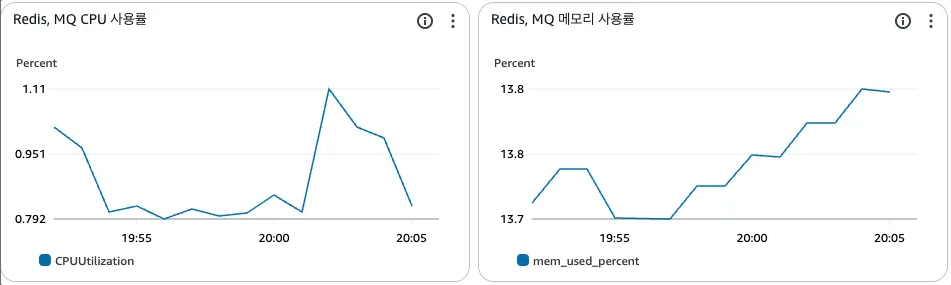 Redis, MQ CPU 사용률
Percent
1.11
0.951
0.792
19:55 20:00 20:05
CPUUtilization
Redis, MQ 메모리 사용률
Percent
13.8
13.8
13.7
19:55 20:00 20:05
mem_used_percent